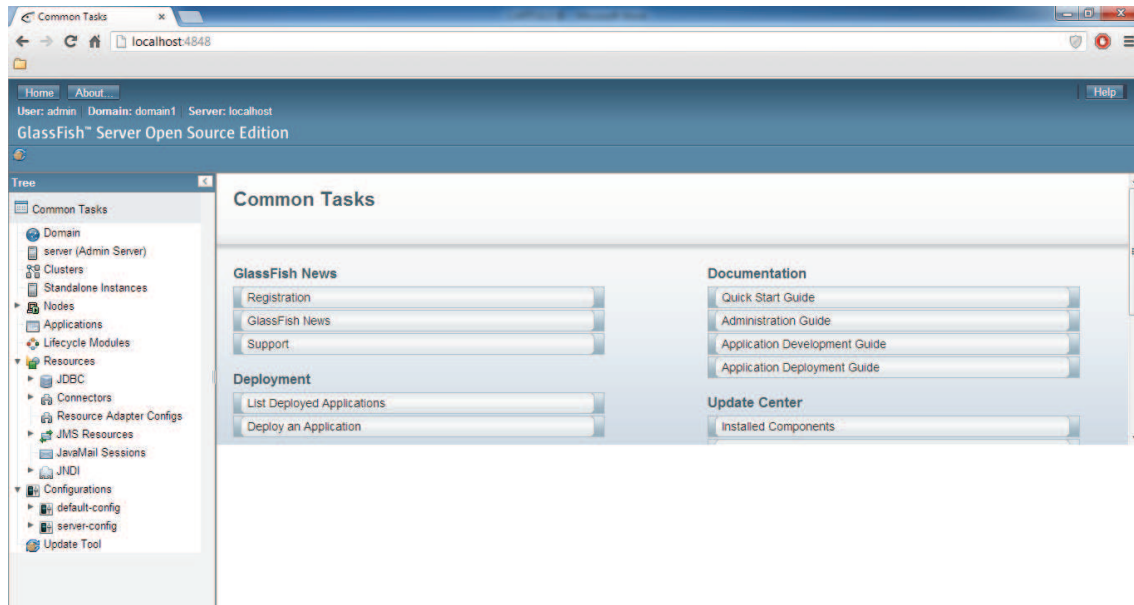 Common Tasks
localhost:4848
Home About... Help
User: admin Domain: domain1 Server: localhost
GlassFish™ Server Open Source Edition
Tree
Common Tasks
Domain
server (Admin Server)
Clusters
Standalone Instances
Nodes
Applications
Lifecycle Modules
Resources
JDBC
Connectors
Resource Adapter Configs
JMS Resources
JavaMail Sessions
JNDI
Configurations
default-config
server-config
Update Tool
Common Tasks
GlassFish News
Registration
GlassFish News
Support
Deployment
List Deployed Applications
Deploy an Application
Documentation
Quick Start Guide
Administration Guide
Application Development Guide
Application Deployment Guide
Update Center
Installed Components